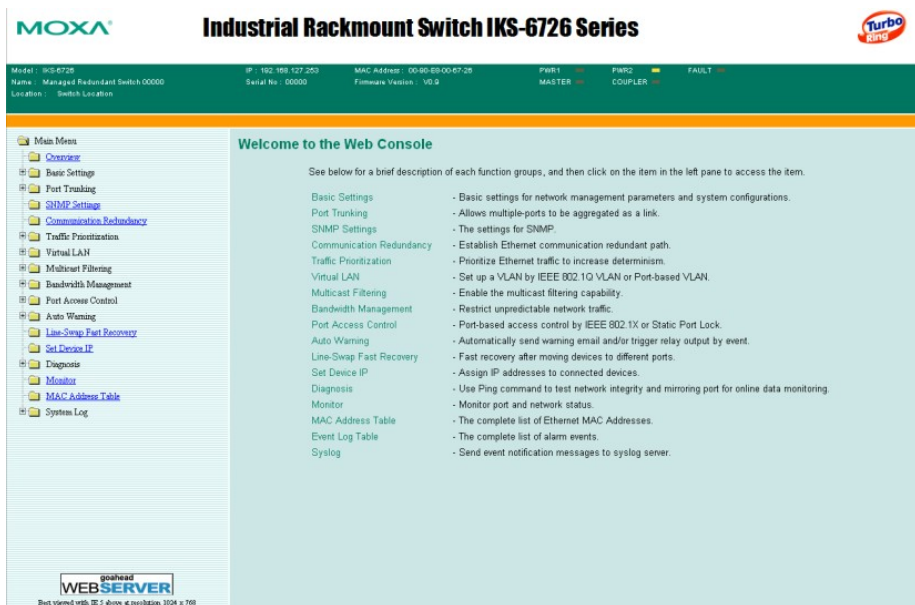 MOXA
Industrial Rackmount Switch IKS-6726 Series
Turbo Ring
Model : IKS-6726
Name : Managed Redundant Switch 00000
Location : Switch Location
IP : 192.168.127.253
Serial No : 00000
MAC Address : 00-90-E8-00-67-26
Firmware Version : V0.9
PWR1
PWR2
FAULT
MASTER
COUPLER
Main Menu
Overview
Basic Settings
Port Trunking
SNMP Settings
Communication Redundancy
Traffic Prioritization
Virtual LAN
Multicast Filtering
Bandwidth Management
Port Access Control
Auto Warning
Line-Swap Fast Recovery
Set Device IP
Diagnosis
Monitor
MAC Address Table
System Log
goahead
WEBSERVER
Best viewed with IE 5 above at resolution 1024 x 768
Welcome to the Web Console
See below for a brief description of each function groups, and then click on the item in the left pane to access the item.
Basic Settings - Basic settings for network management parameters and system configurations.
Port Trunking - Allows multiple-ports to be aggregated as a link.
SNMP Settings - The settings for SNMP.
Communication Redundancy - Establish Ethernet communication redundant path.
Traffic Prioritization - Prioritize Ethernet traffic to increase determinism.
Virtual LAN - Set up a VLAN by IEEE 802.1Q VLAN or Port-based VLAN.
Multicast Filtering - Enable the multicast filtering capability.
Bandwidth Management - Restrict unpredictable network traffic.
Port Access Control - Port-based access control by IEEE 802.1X or Static Port Lock.
Auto Warning - Automatically send warning email and/or trigger relay output by event.
Line-Swap Fast Recovery - Fast recovery after moving devices to different ports.
Set Device IP - Assign IP addresses to connected devices.
Diagnosis - Use Ping command to test network integrity and mirroring port for online data monitoring.
Monitor - Monitor port and network status.
MAC Address Table - The complete list of Ethernet MAC Addresses.
Event Log Table - The complete list of alarm events.
Syslog - Send event notification messages to syslog server.